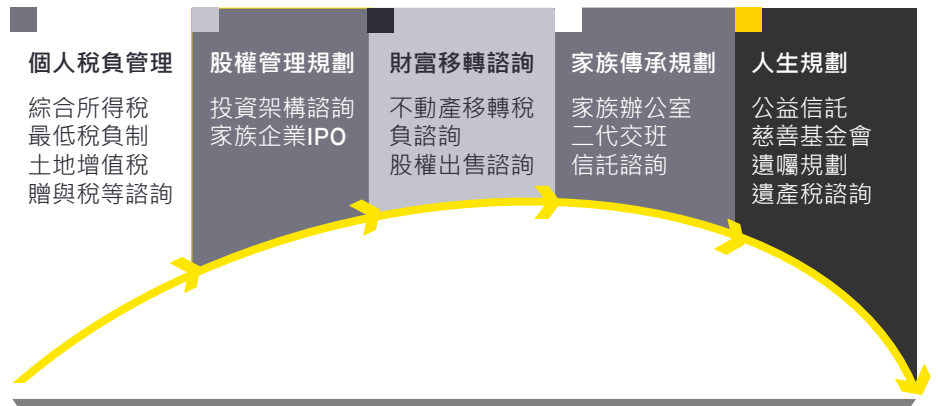 個人稅負管理
綜合所得稅
最低稅負制
土地增值稅
贈與稅等諮詢
股權管理規劃
投資架構諮詢
家族企業IPO
財富移轉諮詢
不動產移轉稅
負諮詢
股權出售諮詢
家族傳承規劃
家族辦公室
二代交班
信託諮詢
人生規劃
公益信託
慈善基金會
遺囑規劃
遺產稅諮詢